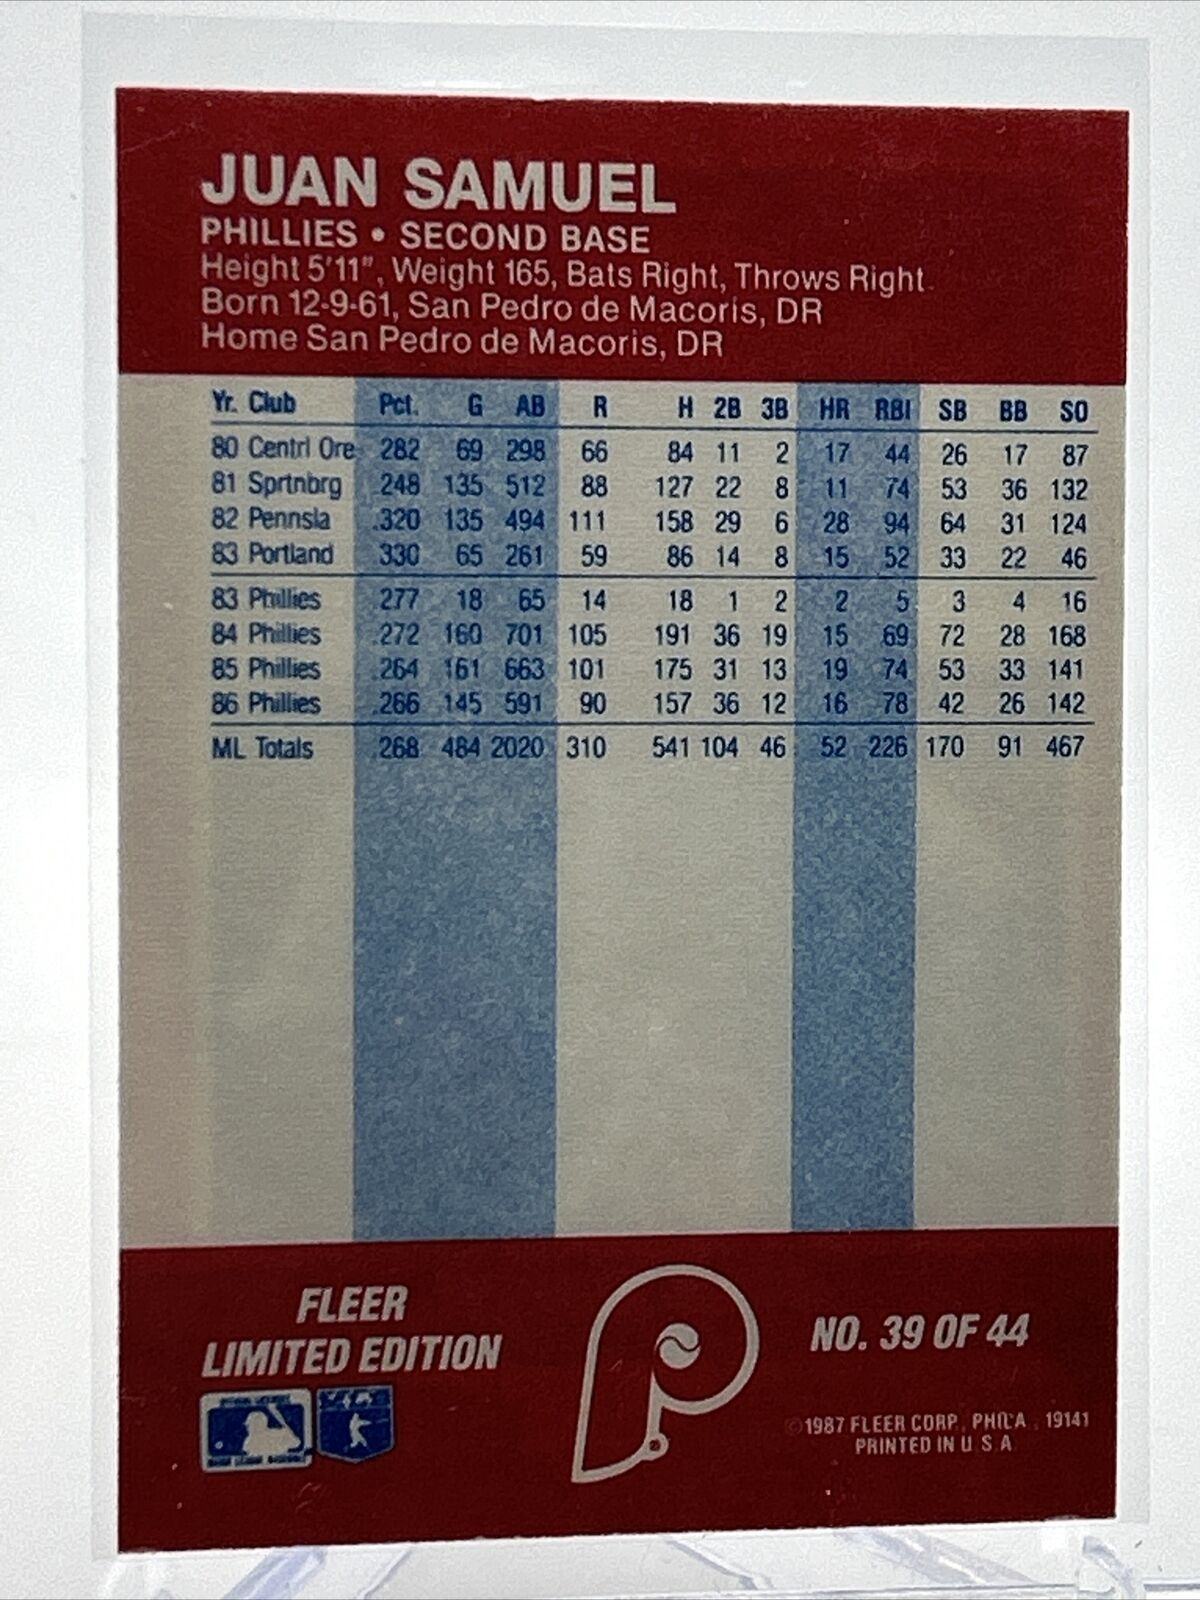 JUAN SAMUEL
PHILLIES • SECOND BASE
Height 5'11", Weight 165, Bats Right, Throws Right
Born 12-9-61, San Pedro de Macoris, DR
Home San Pedro de Macoris, DR
Yr. Club Pct. G AB R H 2B 3B HR RBI SB BB SO
80 Centrl Ore .282 69 298 66 84 11 2 17 44 26 17 87
81 Sprtnbrg .248 135 512 88 127 22 8 11 74 53 36 132
82 Pennsla .320 135 494 111 158 29 6 28 94 64 31 124
83 Portland .330 65 261 59 86 14 8 15 52 33 22 46
83 Phillies .277 18 65 14 18 1 2 2 5 3 4 16
84 Phillies .272 160 701 105 191 36 19 15 69 72 28 168
85 Phillies .264 161 663 101 175 31 13 19 74 53 33 141
86 Phillies .266 145 591 90 157 36 12 16 78 42 26 142
ML Totals .268 484 2020 310 541 104 46 52 226 170 91 467
FLEER
LIMITED EDITION
P
NO. 39 OF 44
©1987 FLEER CORP., PHILA., 19141
PRINTED IN U.S.A.